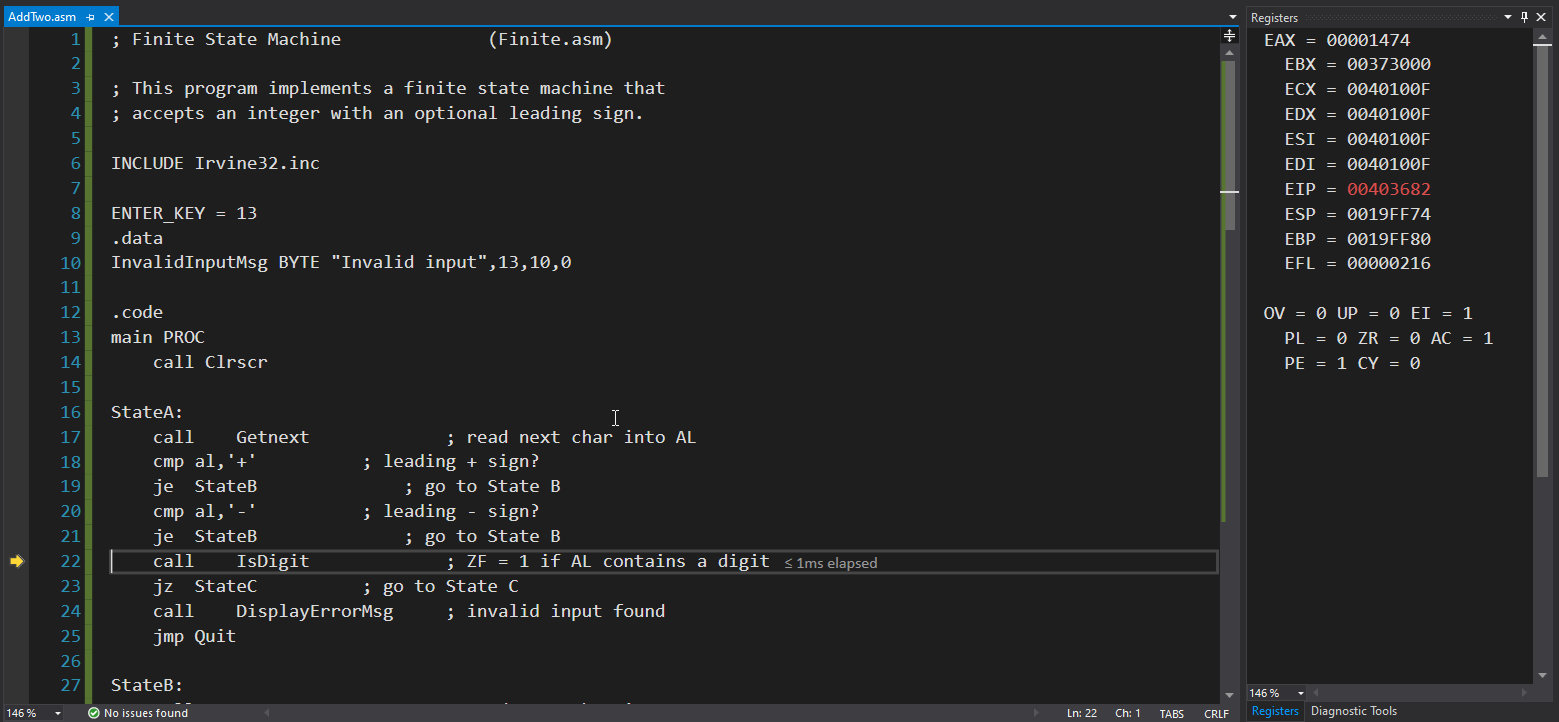 AddTwo.asm
1 ; Finite State Machine (Finite.asm)
2
3 ; This program implements a finite state machine that
4 ; accepts an integer with an optional leading sign.
5
6 INCLUDE Irvine32.inc
7
8 ENTER_KEY = 13
9 .data
10 InvalidInputMsg BYTE "Invalid input",13,10,0
11
12 .code
13 main PROC
14 call Clrscr
15
16 StateA:
17 call Getnext ; read next char into AL
18 cmp al,'+' ; leading + sign?
19 je StateB ; go to State B
20 cmp al,'-' ; leading - sign?
21 je StateB ; go to State B
22 call IsDigit ; ZF = 1 if AL contains a digit ≤ 1ms elapsed
23 jz StateC ; go to State C
24 call DisplayErrorMsg ; invalid input found
25 jmp Quit
26
27 StateB:
146 % No issues found Ln: 22 Ch: 1 TABS CRLF
Registers
EAX = 00001474
EBX = 00373000
ECX = 0040100F
EDX = 0040100F
ESI = 0040100F
EDI = 0040100F
EIP = 00403682
ESP = 0019FF74
EBP = 0019FF80
EFL = 00000216
OV = 0 UP = 0 EI = 1
PL = 0 ZR = 0 AC = 1
PE = 1 CY = 0
146 %
Registers Diagnostic Tools